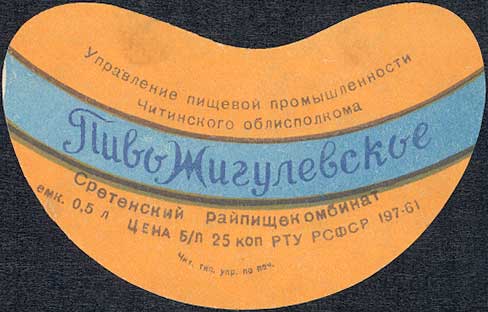 Управление пищевой промышленности
Читинского облисполкома
Пиво Жигулевское
Сретенский райпищекомбинат
емк. 0,5 л ЦЕНА Б/П 25 коп РТУ РСФСР 197-61
Чит. тип. упр. по печ.